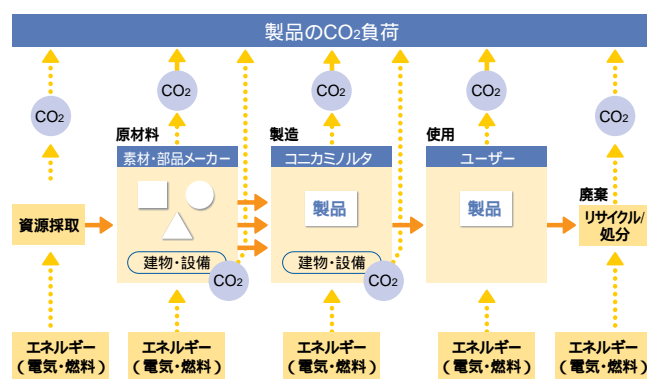 製品のCO2負荷
CO2
CO2
CO2
CO2
CO2
原材料
製造
使用
廃棄
素材・部品メーカー
コニカミノルタ
ユーザー
資源採取
製品
製品
リサイクル/
処分
建物・設備
建物・設備
CO2
CO2
エネルギー
(電気・燃料)
エネルギー
(電気・燃料)
エネルギー
(電気・燃料)
エネルギー
(電気・燃料)
エネルギー
(電気・燃料)